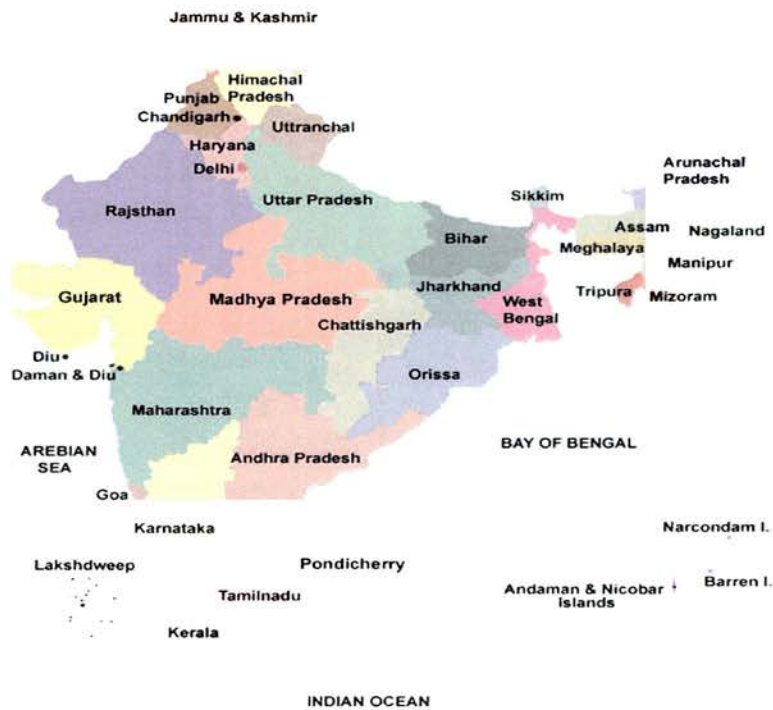 Jammu & Kashmir
Himachal
Pradesh
Punjab
Chandigarh
Uttranchal
Haryana
Delhi
Arunachal
Pradesh
Rajsthan
Uttar Pradesh
Sikkim
Assam
Nagaland
Bihar
Meghalaya
Manipur
Gujarat
Madhya Pradesh
Jharkhand
West
Bengal
Tripura
Mizoram
Chattishgarh
Diu
Daman & Diu
Orissa
Maharashtra
AREBIAN
SEA
Andhra Pradesh
BAY OF BENGAL
Goa
Karnataka
Narcondam I.
Lakshdweep
Pondicherry
Tamilnadu
Andaman & Nicobar
Islands
Barren I.
Kerala
INDIAN OCEAN